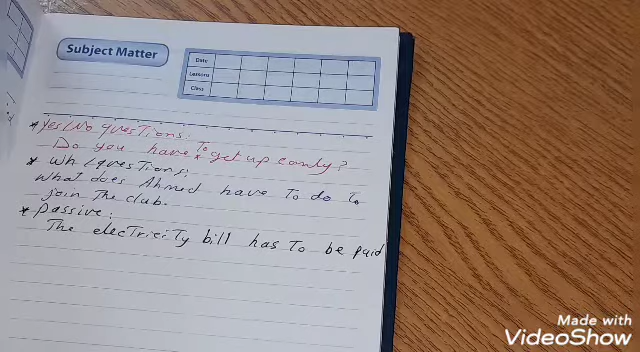 Subject Matter
Date
Lessons
Class
* Yes/No questions:
Do you have to get up early?
* Wh/questions:
What does Ahmed have To do To
join The club.
* Passive:
The electricity bill has To be paid
Made with
VideoShow